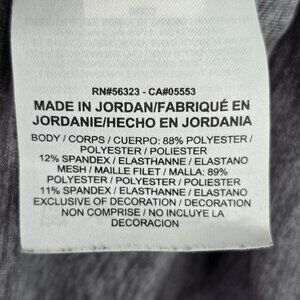 RN#56323 - CA#05553
MADE IN JORDAN/FABRIQUÉ EN
JORDANIE/HECHO EN JORDANIA
BODY / CORPS / CUERPO: 88% POLYESTER /
POLYESTER / POLIESTER
12% SPANDEX / ELASTHANNE / ELASTANO
MESH / MAILLE FILET / MALLA: 89%
POLYESTER / POLYESTER / POLIESTER
11% SPANDEX / ELASTHANNE / ELASTANO
EXCLUSIVE OF DECORATION / DECORATION
NON COMPRISE / NO INCLUYE LA
DECORACION